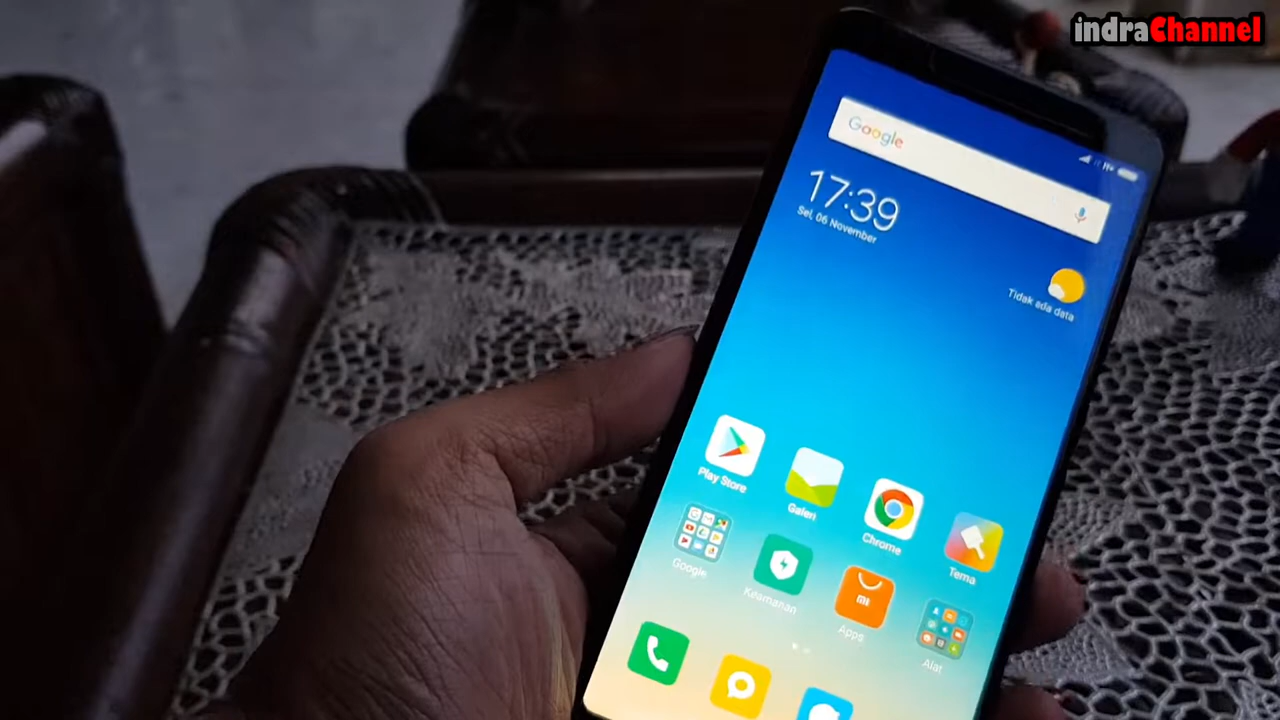 indraChannel
Google
17:39
Sel, 06 November
Tidak ada data
Play Store
Galeri
Chrome
Tema
Google
Keamanan
mi
Apps
Alat